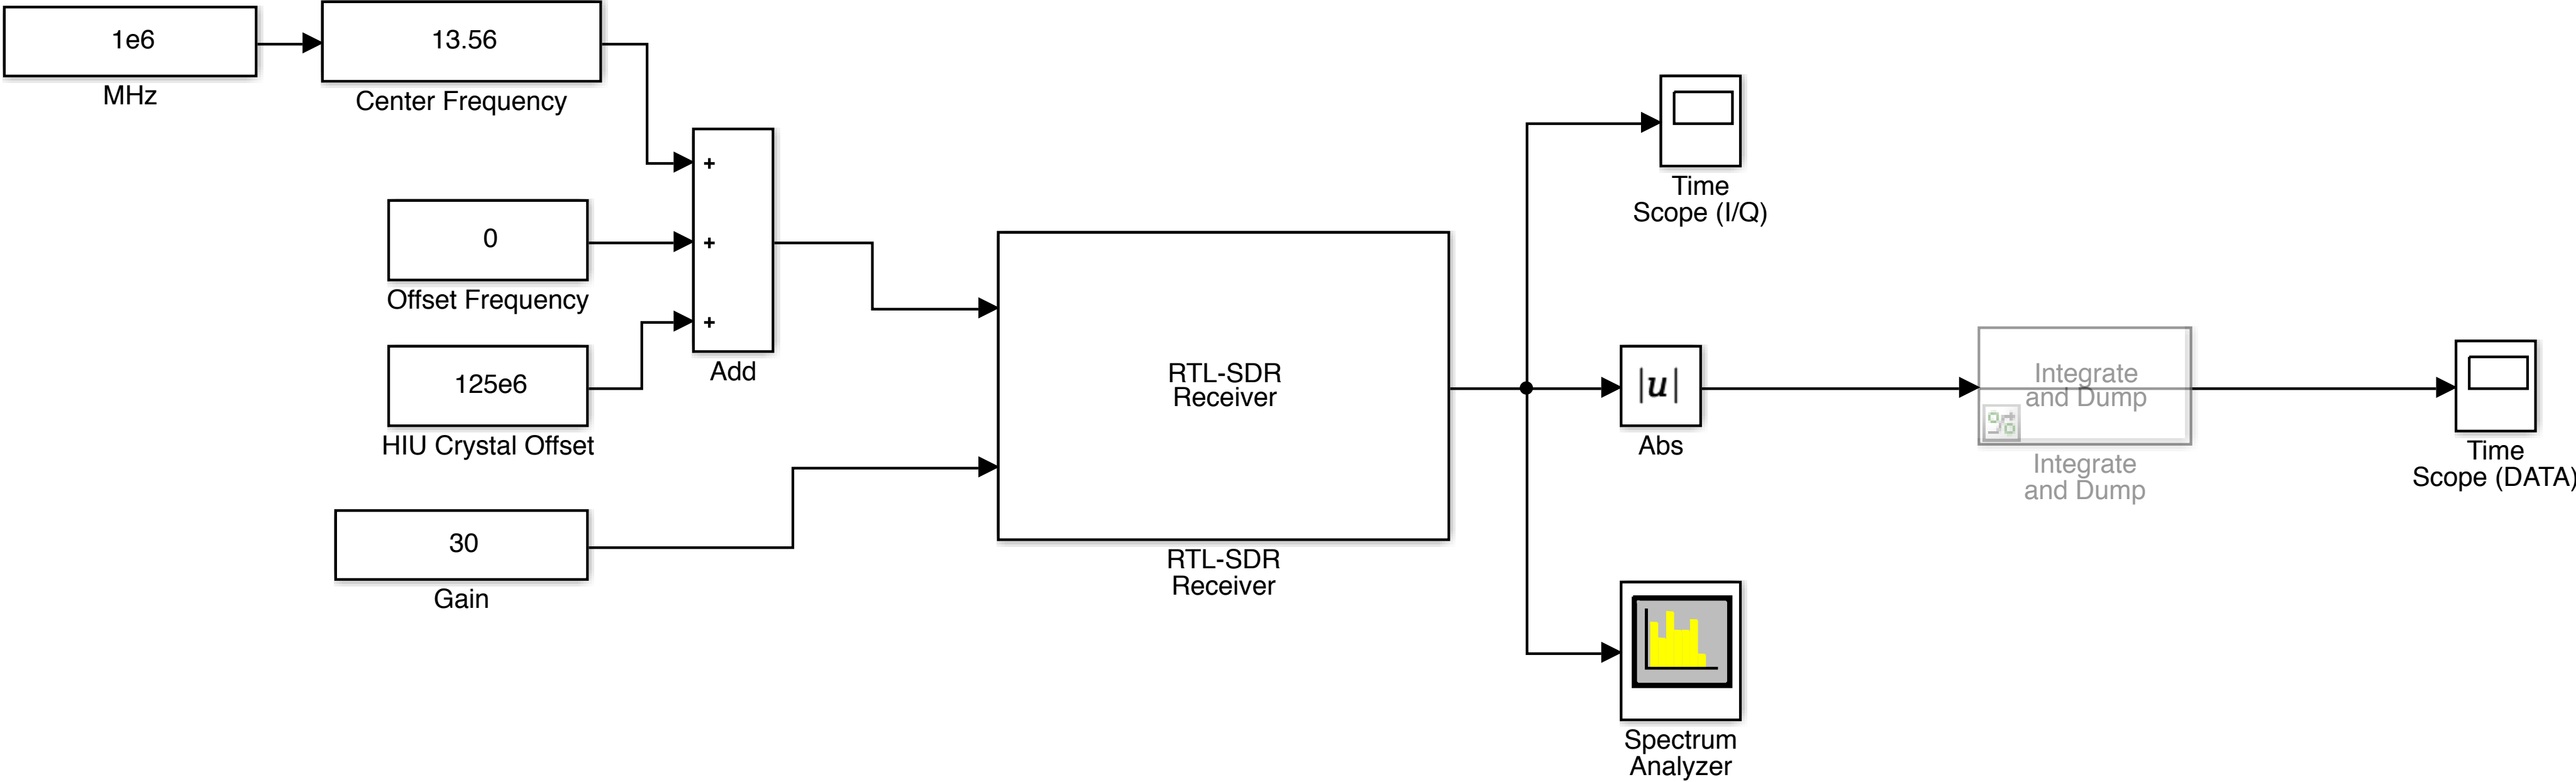 1e6
MHz
13.56
Center Frequency
+
+
+
Add
0
Offset Frequency
125e6
HIU Crystal Offset
30
Gain
RTL-SDR
Receiver
RTL-SDR
Receiver
Time
Scope (I/Q)
|u|
Abs
Integrate
and Dump
Integrate
and Dump
Time
Scope (DATA)
Spectrum
Analyzer